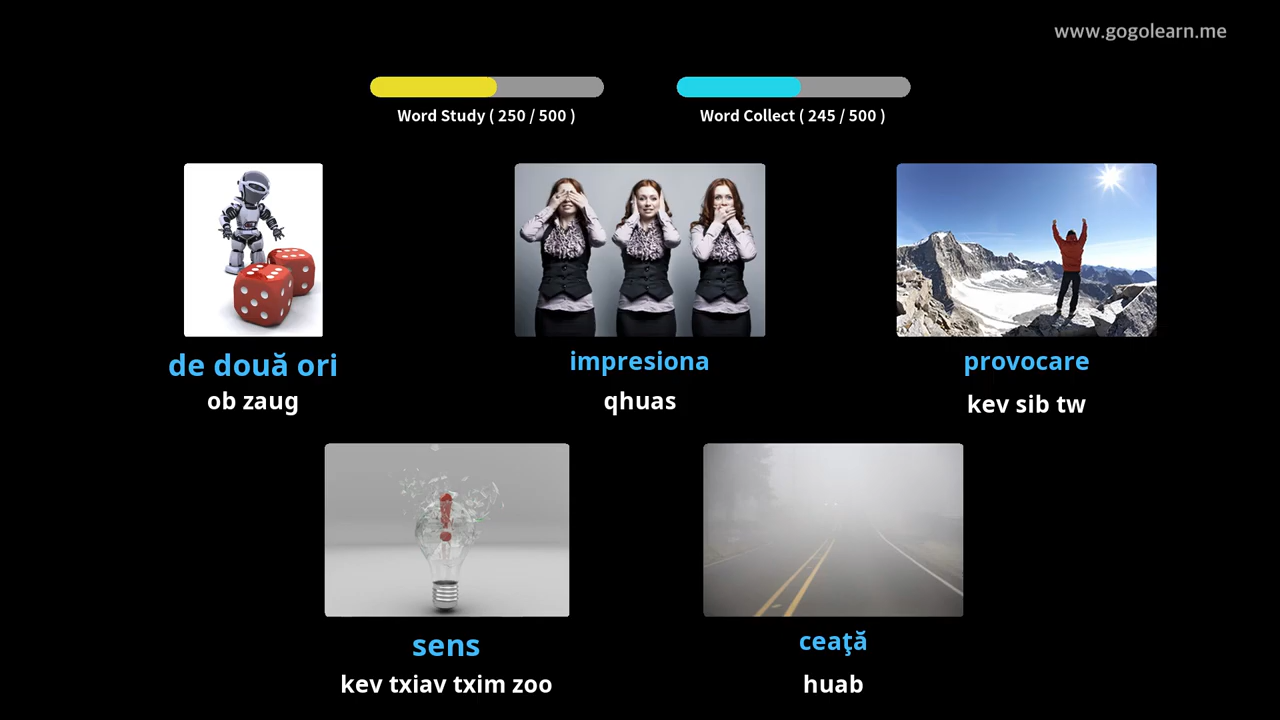 www.gogolearn.me
Word Study ( 250 / 500 )
Word Collect ( 245 / 500 )
de două ori
ob zaug
impresiona
qhuas
provocare
kev sib tw
sens
kev txiav txim zoo
ceaţă
huab